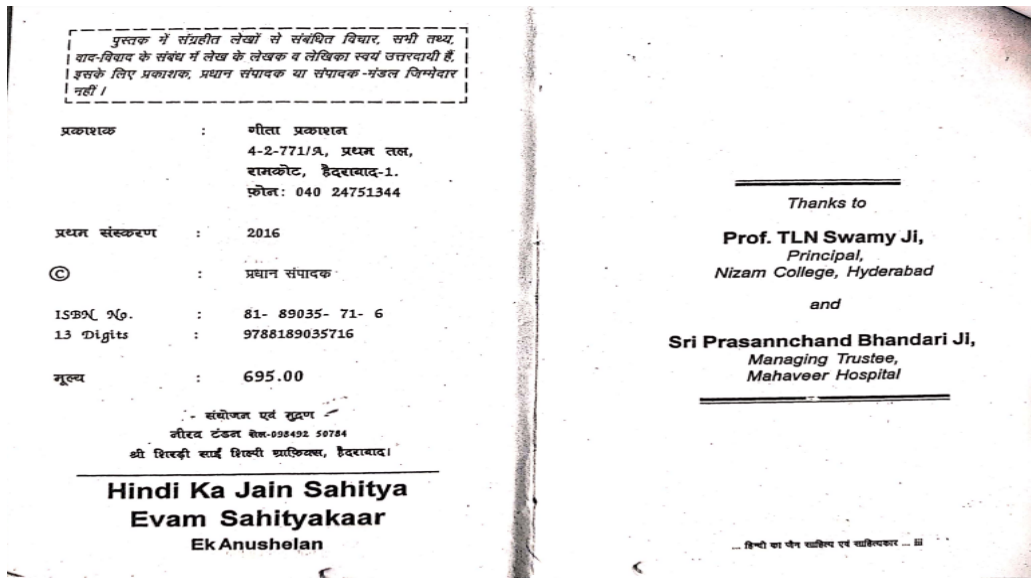 पुस्तक में संग्रहीत लेखों से संबंधित विचार, सभी तथ्य,
वाद-विवाद के संबंध में लेख के लेखक व लेखिका स्वयं उत्तरदायी हैं,
इसके लिए प्रकाशक, प्रधान संपादक या संपादक -मंडल जिम्मेदार
नहीं ।
प्रकाशक : गीता प्रकाशन
4-2-771/A, प्रथम तल,
रामकोट, हैदराबाद-1.
फ़ोन: 040 24751344
प्रथम संस्करण : 2016
© : प्रधान संपादक
ISBN No. : 81- 89035- 71- 6
13 Digits : 9788189035716
मूल्य : 695.00
- संयोजन एवं मुद्रण -
नीरव टंडन सेल-098492 50784
श्री शिरडी साईं शिल्पी ग्राफ़िक्स, हैदराबाद।
Hindi Ka Jain Sahitya
Evam Sahityakaar
Ek Anushelan
Thanks to
Prof. TLN Swamy Ji,
Principal,
Nizam College, Hyderabad
and
Sri Prasannchand Bhandari Ji,
Managing Trustee,
Mahaveer Hospital
... हिन्दी का जैन साहित्य एवं साहित्यकार ... iii